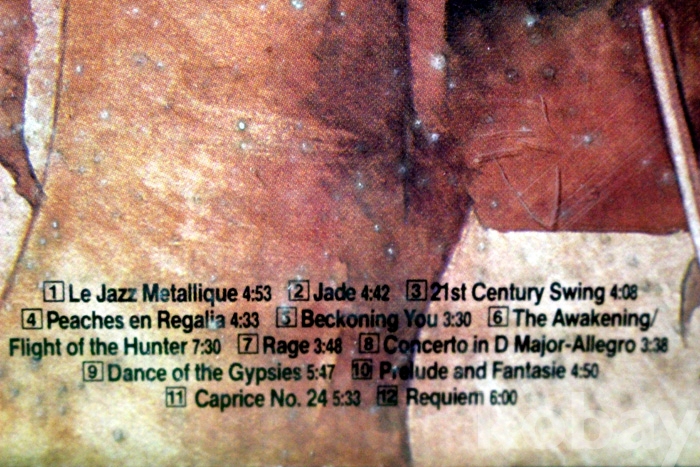 1 Le Jazz Metallique 4:53 2 Jade 4:42 3 21st Century Swing 4:08
4 Peaches en Regalia 4:33 5 Beckoning You 3:30 6 The Awakening/
Flight of the Hunter 7:30 7 Rage 3:48 8 Concerto in D Major-Allegro 3:38
9 Dance of the Gypsies 5:47 10 Prelude and Fantasie 4:50
11 Caprice No. 24 5:33 12 Requiem 6:00
ebay